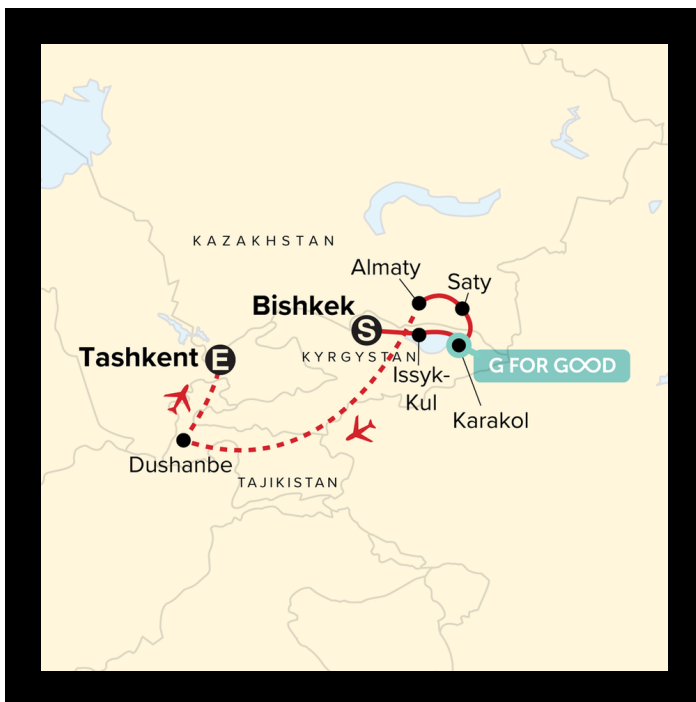 KAZAKHSTAN
Almaty
Saty
Bishkek
S
Tashkent E
KYRGYSTAN
G FOR GOOD
Issyk-
Kul
Karakol
Dushanbe
TAJIKISTAN